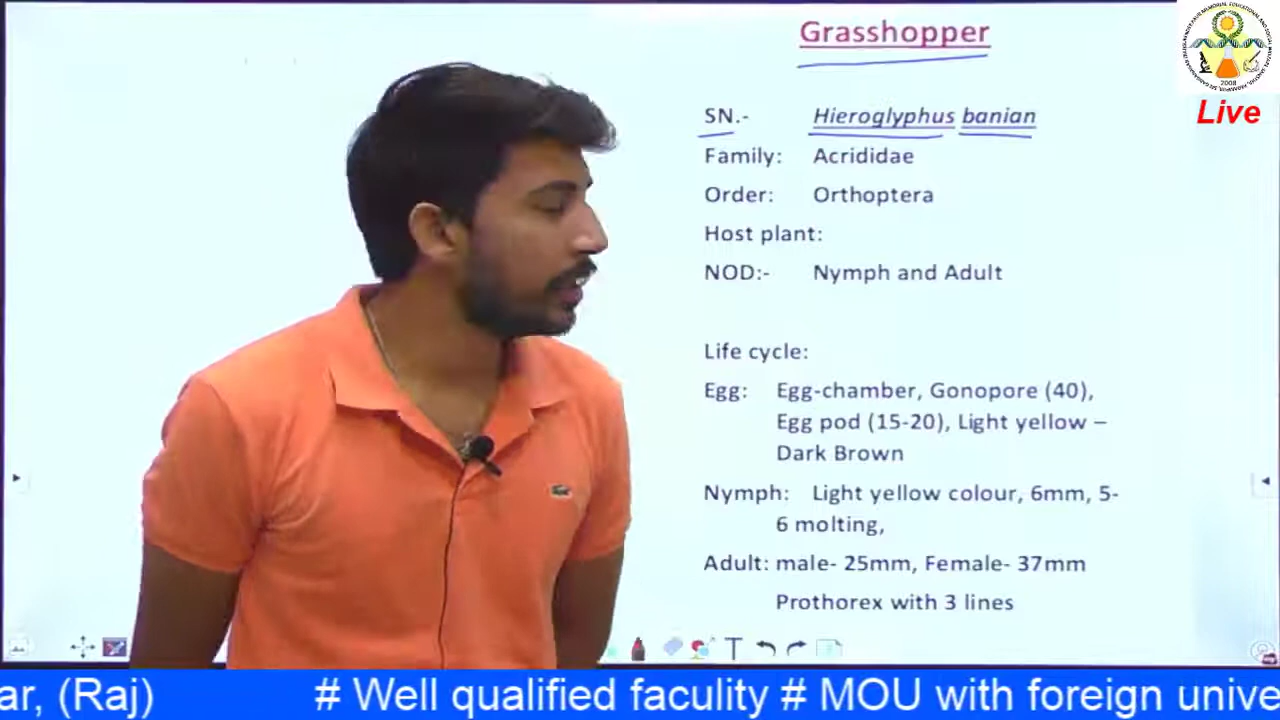 Grasshopper
Live
SN.- Hieroglyphus banian
Family: Acrididae
Order: Orthoptera
Host plant:
NOD:- Nymph and Adult
Life cycle:
Egg: Egg-chamber, Gonopore (40),
Egg pod (15-20), Light yellow –
Dark Brown
Nymph: Light yellow colour, 6mm, 5-
6 molting,
Adult: male- 25mm, Female- 37mm
Prothorex with 3 lines
T
ar, (Raj) # Well qualified faculity # MOU with foreign unive
2008